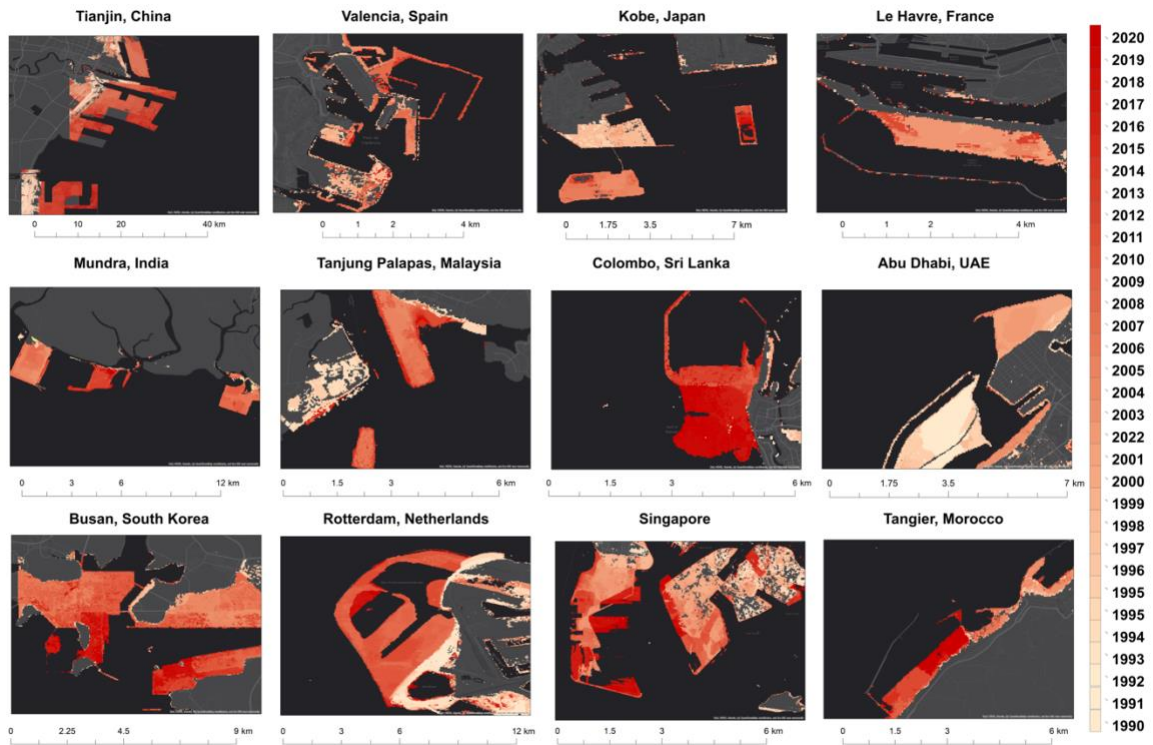 Tianjin, China
Valencia, Spain
Kobe, Japan
Le Havre, France
0 10 20 40 km
0 1 2 4 km
0 1.75 3.5 7 km
0 1 2 4 km
Mundra, India
Tanjung Palapas, Malaysia
Colombo, Sri Lanka
Abu Dhabi, UAE
0 3 6 12 km
0 1.5 3 6 km
0 1.5 3 6 km
0 1.75 3.5 7 km
Busan, South Korea
Rotterdam, Netherlands
Singapore
Tangier, Morocco
0 2.25 4.5 9 km
0 3 6 12 km
0 1.5 3 6 km
0 1.5 3 6 km
2020
2019
2018
2017
2016
2015
2014
2013
2012
2011
2010
2009
2008
2007
2006
2005
2004
2003
2022
2001
2000
1999
1998
1997
1996
1995
1995
1994
1993
1992
1991
1990